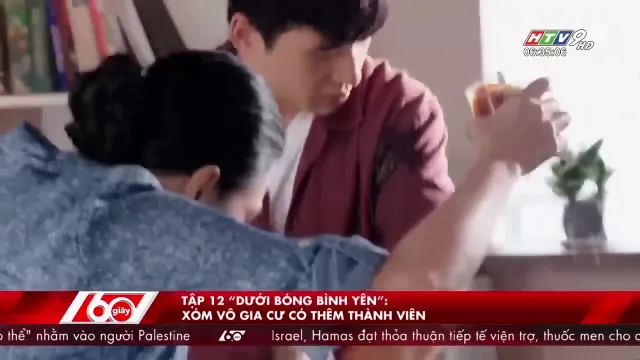 HTV9 HD
06:35:06
60 giây
TẬP 12 “DƯỚI BÓNG BÌNH YÊN”:
XÓM VÔ GIA CƯ CÓ THÊM THÀNH VIÊN
o thể" nhằm vào người Palestine 60 giây Israel, Hamas đạt thỏa thuận tiếp tế viện trợ, thuốc men cho